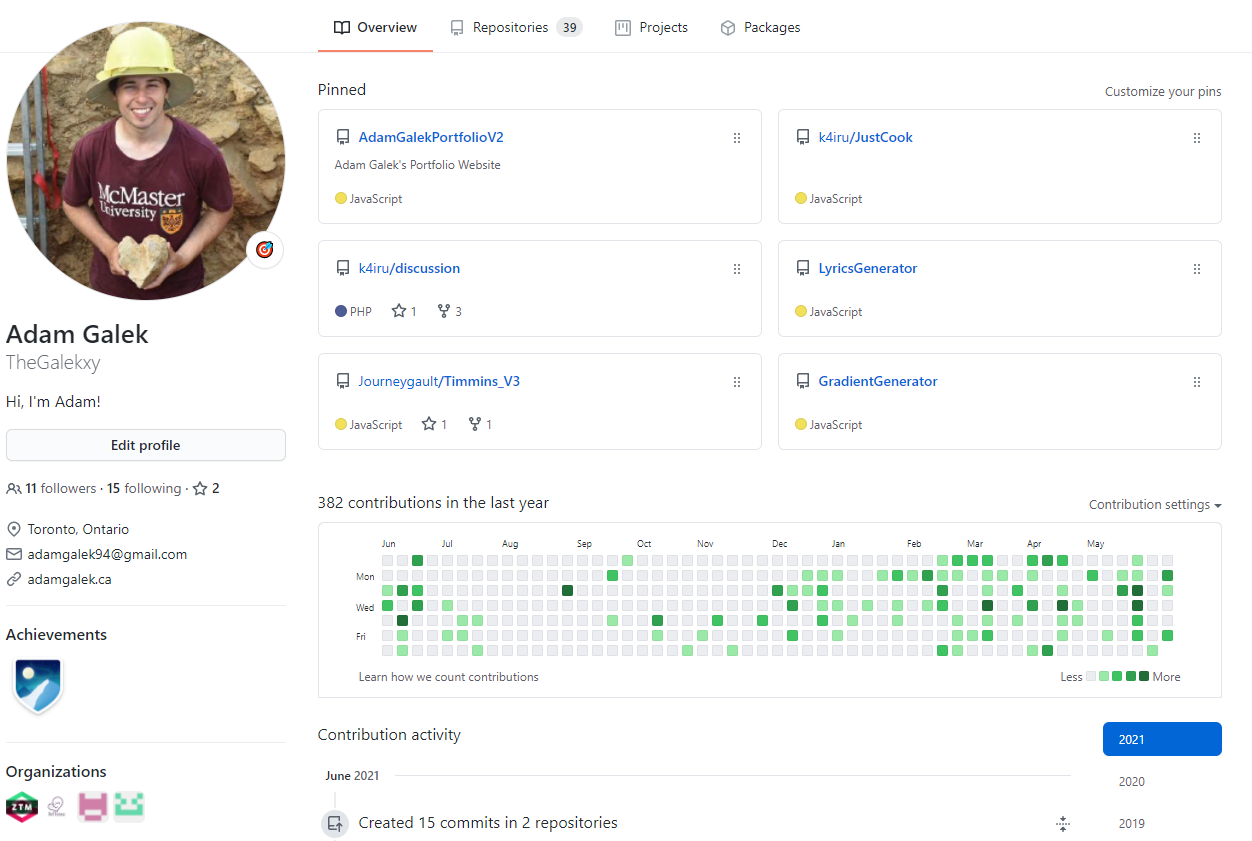 Overview
Repositories 39
Projects
Packages
McMaster
University
Adam Galek
TheGalekxy
Hi, I'm Adam!
Edit profile
11 followers · 15 following · 2
Toronto, Ontario
adamgalek94@gmail.com
adamgalek.ca
Achievements
Organizations
ZTM
Pinned
Customize your pins
AdamGalekPortfolioV2
Adam Galek's Portfolio Website
JavaScript
k4iru/JustCook
JavaScript
k4iru/discussion
PHP 1 3
LyricsGenerator
JavaScript
Journeygault/Timmins_V3
JavaScript 1 1
GradientGenerator
JavaScript
382 contributions in the last year
Contribution settings
Jun Jul Aug Sep Oct Nov Dec Jan Feb Mar Apr May
Mon
Wed
Fri
Learn how we count contributions
Less More
Contribution activity
2021
2020
2019
June 2021
Created 15 commits in 2 repositories